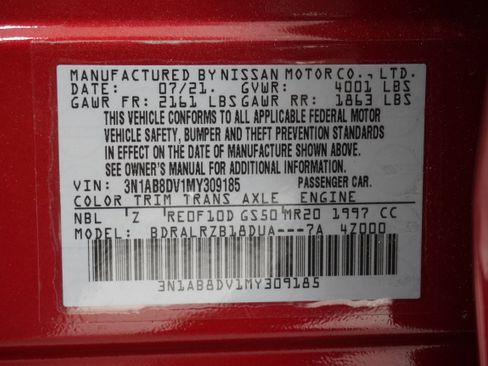 MANUFACTURED BY NISSAN MOTOR CO., LTD.
DATE: 07/21. GVWR: 4001 LBS
GAWR FR: 2161 LBS GAWR RR: 1863 LBS
THIS VEHICLE CONFORMS TO ALL APPLICABLE FEDERAL MOTOR
VEHICLE SAFETY, BUMPER AND THEFT PREVENTION STANDARDS
IN EFFECT ON THE DATE OF MANUFACTURE SHOWN ABOVE.
SEE OWNER'S MANUAL FOR ADDITIONAL INFORMATION.
VIN: 3N1AB8DV1MY309185 PASSENGER CAR.
COLOR TRIM TRANS AXLE ENGINE
NBL Z RE0F10D GS50 MR20 1997 CC
MODEL: BDRALRZB18DUA---7A 4Z000
3N1AB8DV1MY309185